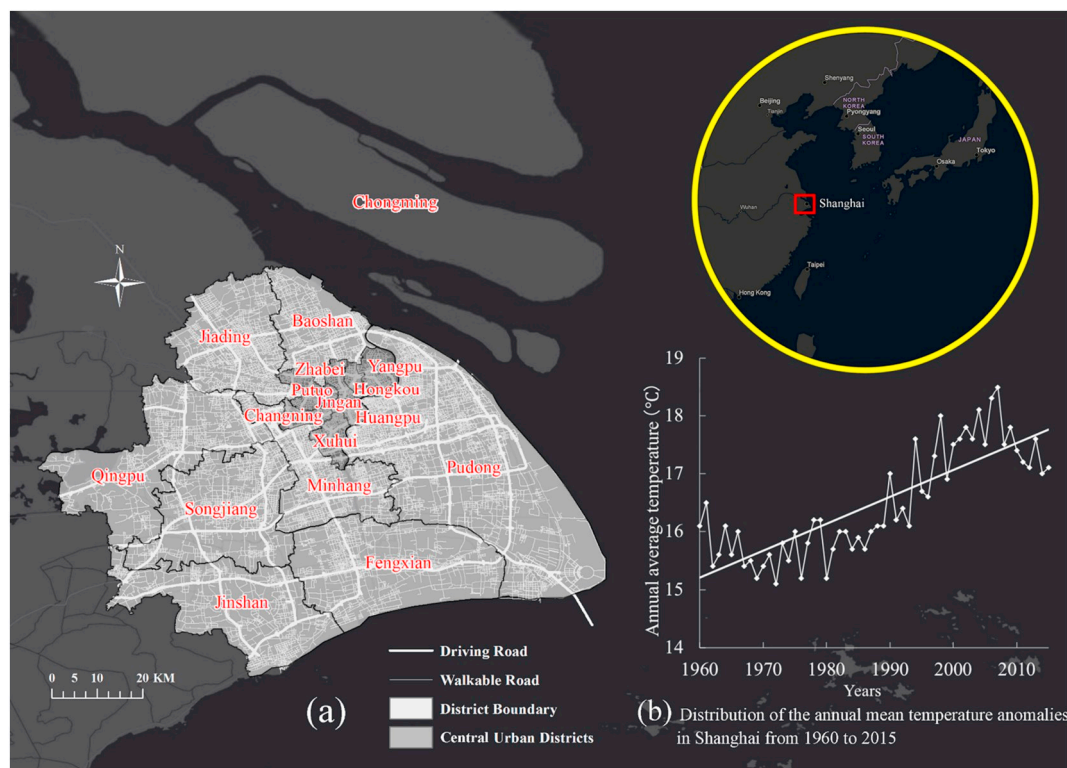 Chongming
N
Jiading
Baoshan
Zhabei
Yangpu
Putuo
Hongkou
Jingan
Changning
Huangpu
Xuhui
Qingpu
Pudong
Minhang
Songjiang
Fengxian
Jinshan
0 5 10 20 KM
(a)
Driving Road
Walkable Road
District Boundary
Central Urban Districts
Shenyang
Beijing
Tianjin
NORTH
KOREA
Pyongyang
Seoul
SOUTH
KOREA
JAPAN
Tokyo
Osaka
Wuhan
Shanghai
Taipei
Hong Kong
Annual average temperature (°C)
19
18
17
16
15
14
1960 1970 1980 1990 2000 2010
Years
(b) Distribution of the annual mean temperature anomalies
in Shanghai from 1960 to 2015